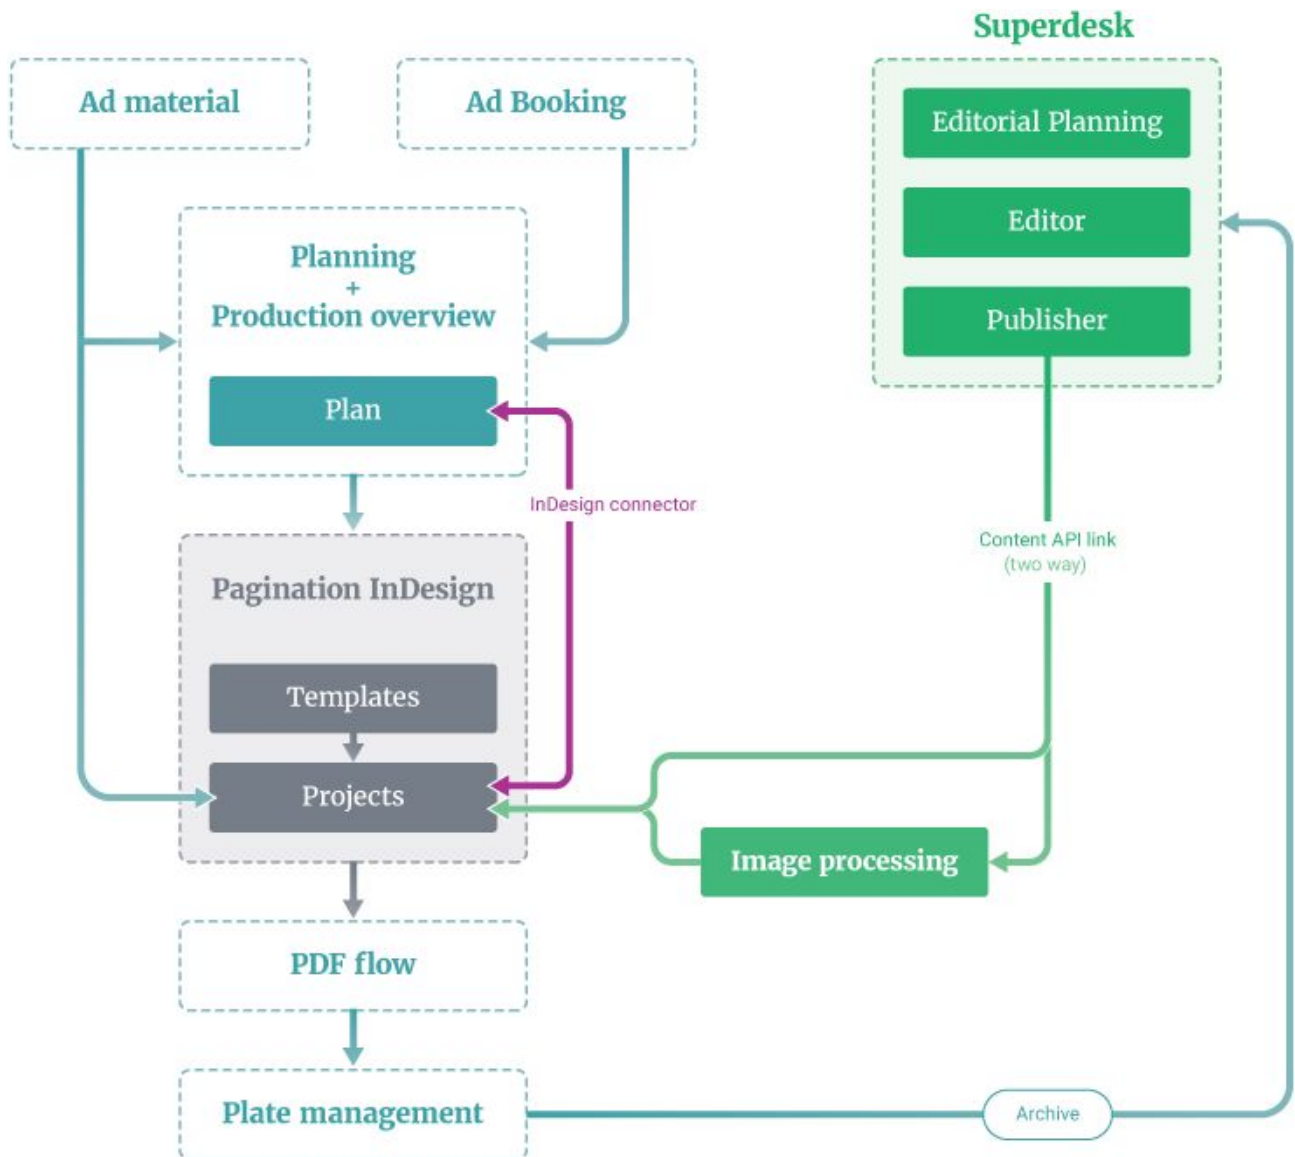 Superdesk
Ad material
Ad Booking
Editorial Planning
Editor
Publisher
Planning
+
Production overview
Plan
InDesign connector
Content API link
(two way)
Pagination InDesign
Templates
Projects
Image processing
PDF flow
Plate management
Archive